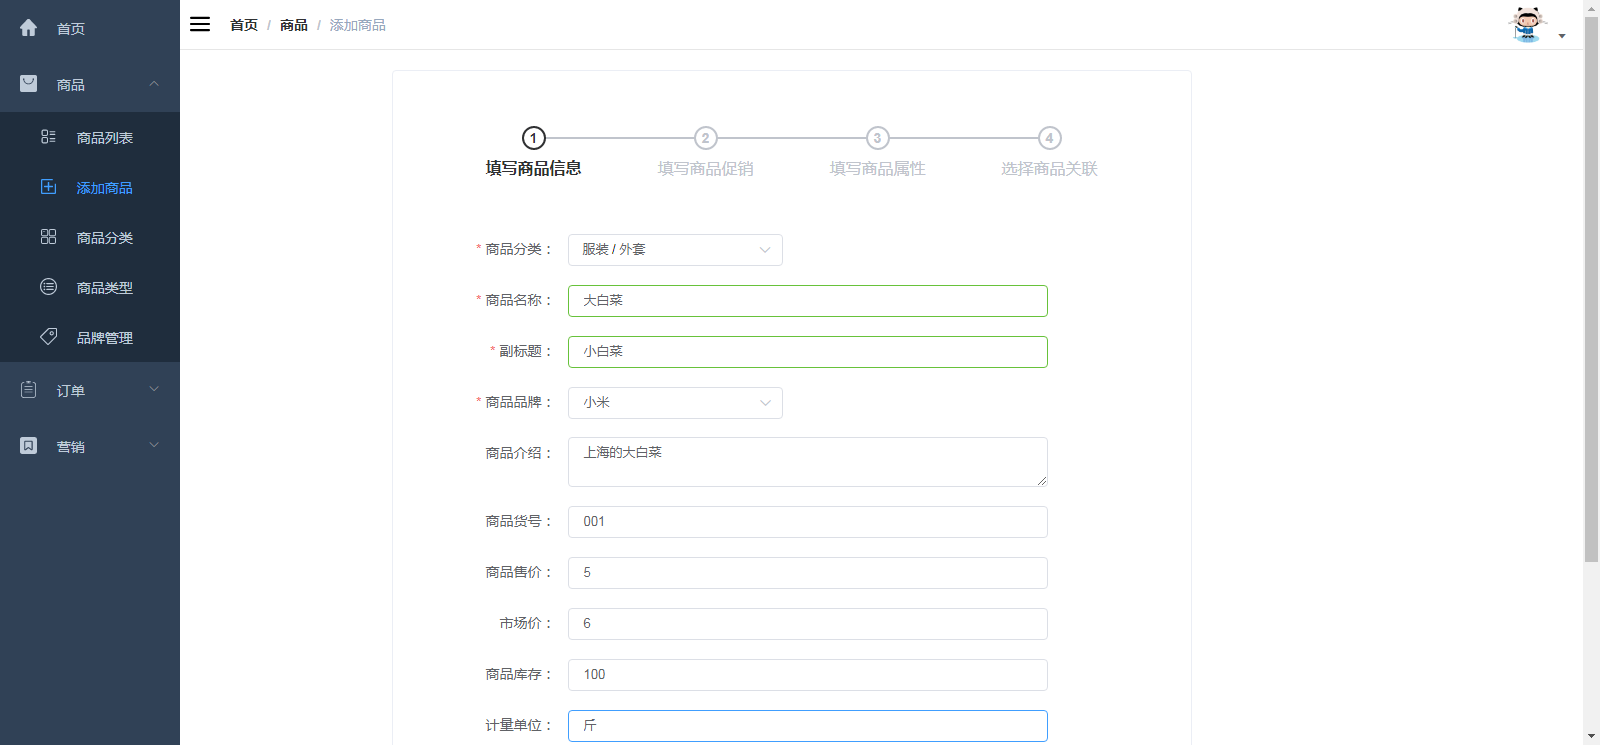 首页
商品
商品列表
添加商品
商品分类
商品类型
品牌管理
订单
营销
首页 / 商品 / 添加商品
1 2 3 4
填写商品信息 填写商品促销 填写商品属性 选择商品关联
* 商品分类： 服装 / 外套
* 商品名称： 大白菜
* 副标题： 小白菜
* 商品品牌： 小米
商品介绍： 上海的大白菜
商品货号： 001
商品售价： 5
市场价： 6
商品库存： 100
计量单位： 斤